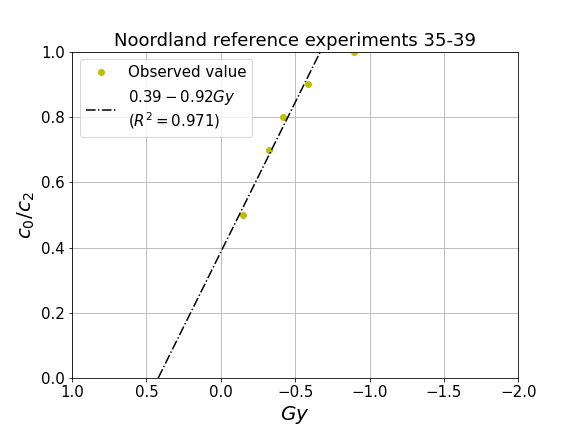 Noordland reference experiments 35-39
Observed value
0.39 − 0.92Gy
(R² = 0.971)
c₀/c₂
1.0
0.8
0.6
0.4
0.2
0.0
1.0 0.5 0.0 −0.5 −1.0 −1.5 −2.0
Gy